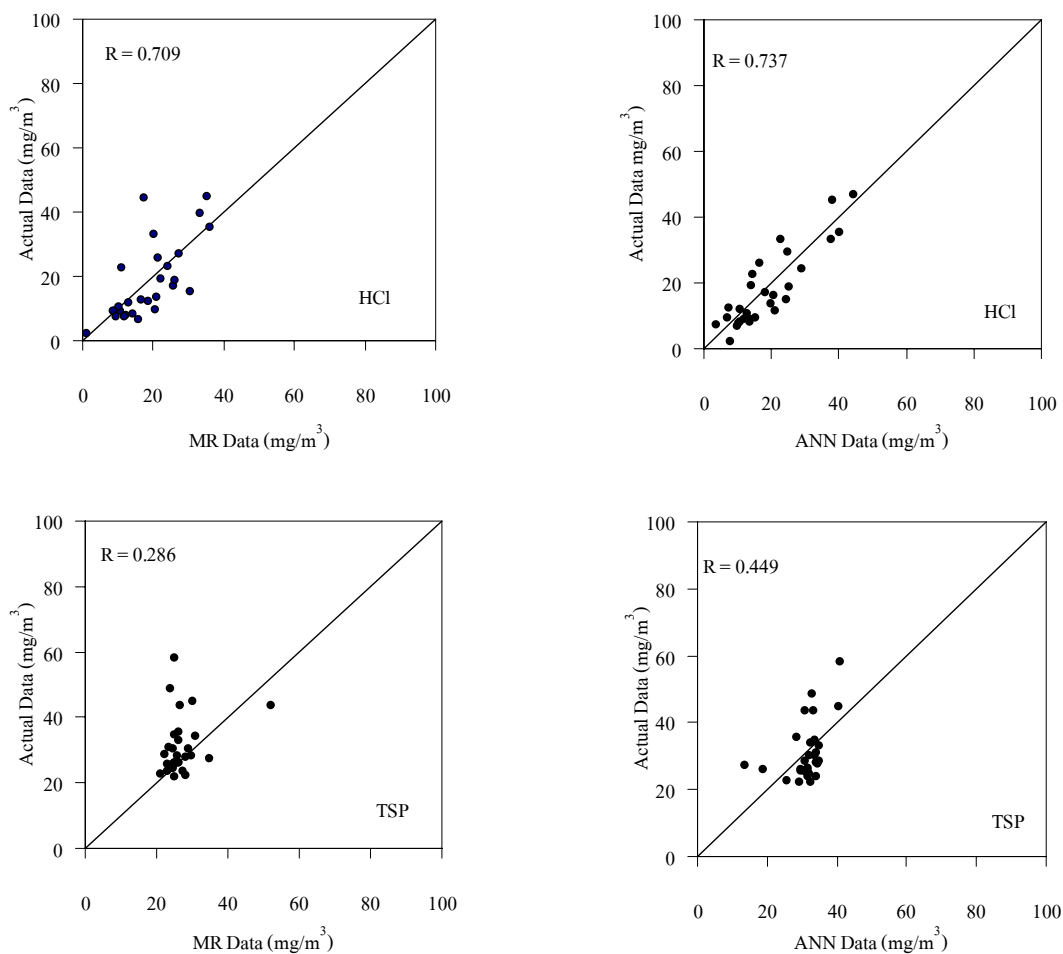 100
R = 0.709
80
60
40
20
0
Actual Data (mg/m³)
HCl
0 20 40 60 80 100
MR Data (mg/m³)
100
R = 0.737
80
60
40
20
0
Actual Data mg/m³)
HCl
0 20 40 60 80 100
ANN Data (mg/m³)
100
R = 0.286
80
60
40
20
0
Actual Data (mg/m³)
TSP
0 20 40 60 80 100
MR Data (mg/m³)
100
R = 0.449
80
60
40
20
0
Actual Data (mg/m³)
TSP
0 20 40 60 80 100
ANN Data (mg/m³)